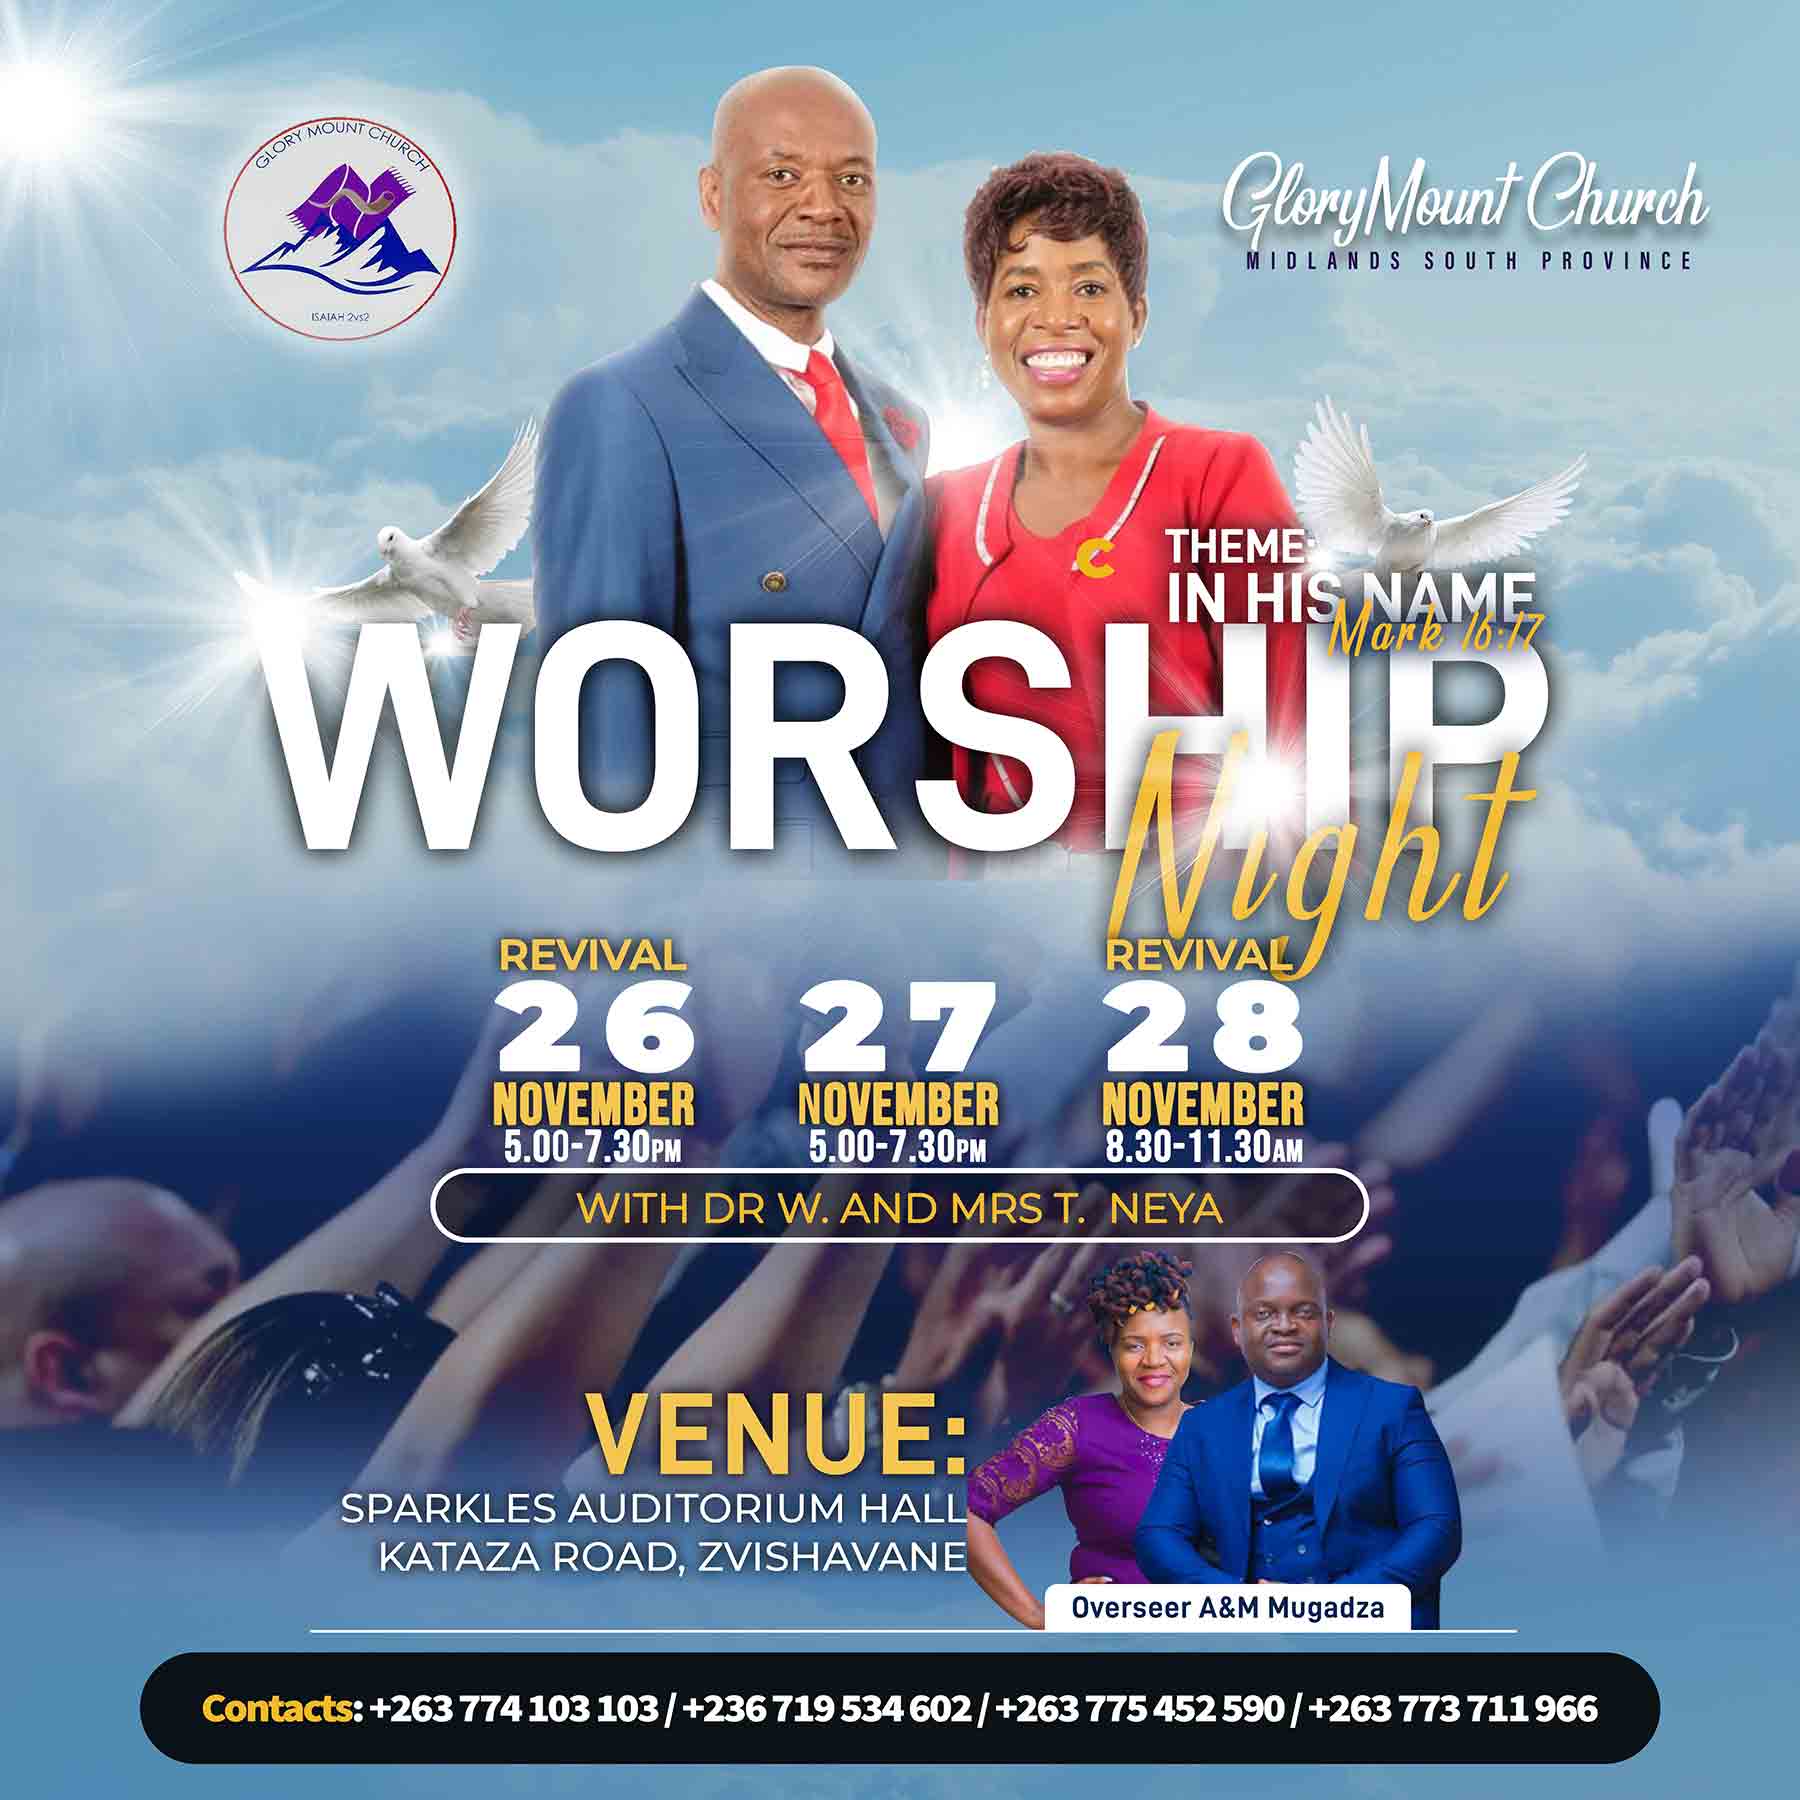 GLORY MOUNT CHURCH
ISAIAH 2vs2
GloryMount Church
MIDLANDS SOUTH PROVINCE
C
THEME:
IN HIS NAME
Mark 16:17
WORSHIP
Night
REVIVAL
26
NOVEMBER
5.00-7.30PM
27
NOVEMBER
5.00-7.30PM
REVIVAL
28
NOVEMBER
8.30-11.30AM
WITH DR W. AND MRS T. NEYA
VENUE:
SPARKLES AUDITORIUM HALL
KATAZA ROAD, ZVISHAVANE
Overseer A&M Mugadza
Contacts: +263 774 103 103 / +236 719 534 602 / +263 775 452 590 / +263 773 711 966